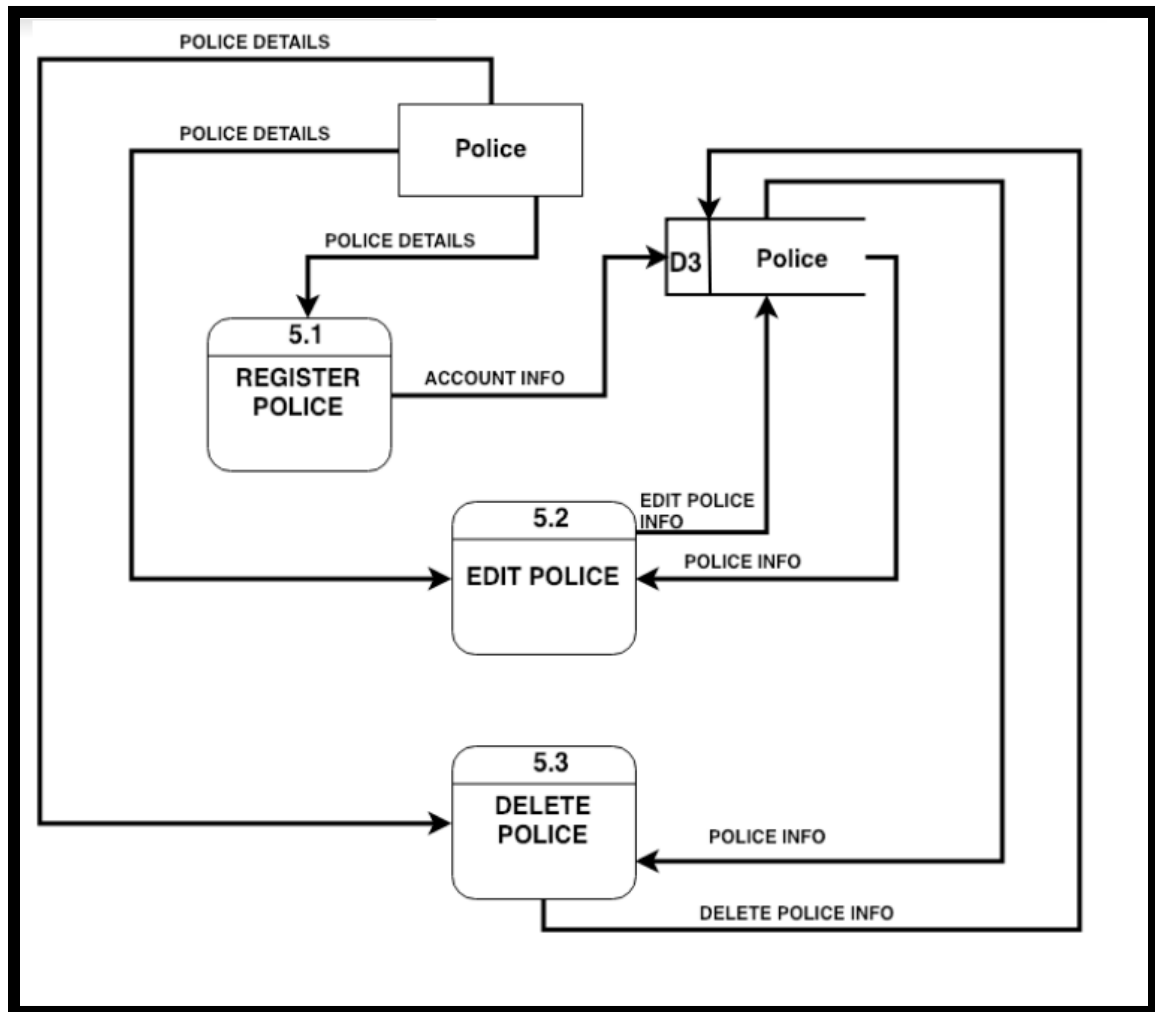 POLICE DETAILS
POLICE DETAILS
Police
POLICE DETAILS
D3
Police
5.1
REGISTER
POLICE
ACCOUNT INFO
5.2
EDIT POLICE
EDIT POLICE
INFO
POLICE INFO
5.3
DELETE
POLICE
POLICE INFO
DELETE POLICE INFO